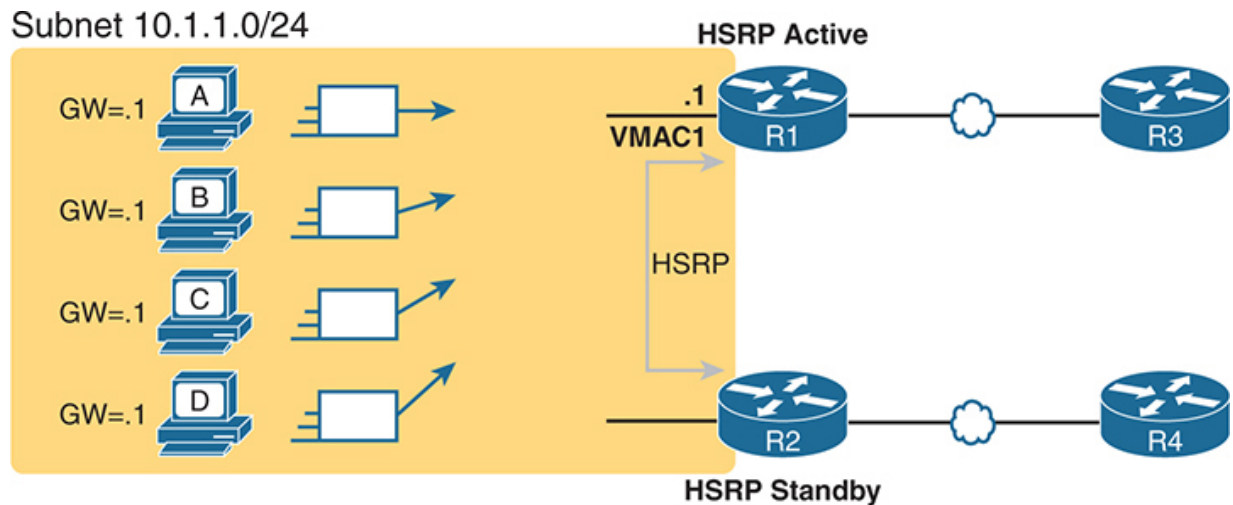 Subnet 10.1.1.0/24
HSRP Active
GW=.1
A
.1
VMAC1
R1
R3
GW=.1
B
HSRP
GW=.1
C
GW=.1
D
R2
R4
HSRP Standby